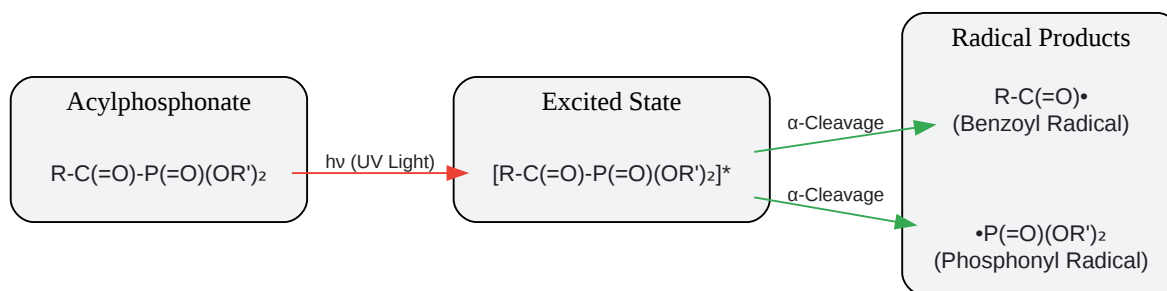 Acylphosphonate
R-C(=O)-P(=O)(OR')₂
hν (UV Light)
Excited State
[R-C(=O)-P(=O)(OR')₂]*
α-Cleavage
α-Cleavage
Radical Products
R-C(=O)•
(Benzoyl Radical)
•P(=O)(OR')₂
(Phosphonyl Radical)